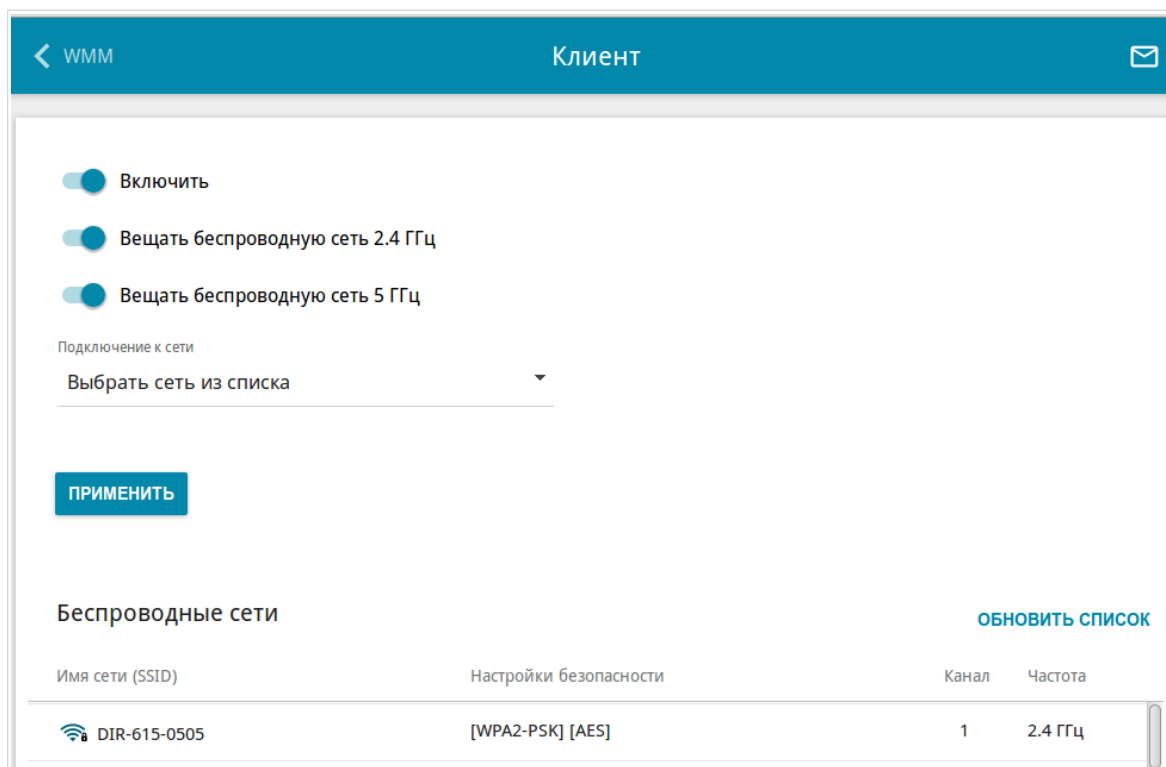 WMM
Клиент
Включить
Вещать беспроводную сеть 2.4 ГГц
Вещать беспроводную сеть 5 ГГц
Подключение к сети
Выбрать сеть из списка
ПРИМЕНИТЬ
Беспроводные сети
ОБНОВИТЬ СПИСОК
Имя сети (SSID) Настройки безопасности Канал Частота
DIR-615-0505 [WPA2-PSK] [AES] 1 2.4 ГГц